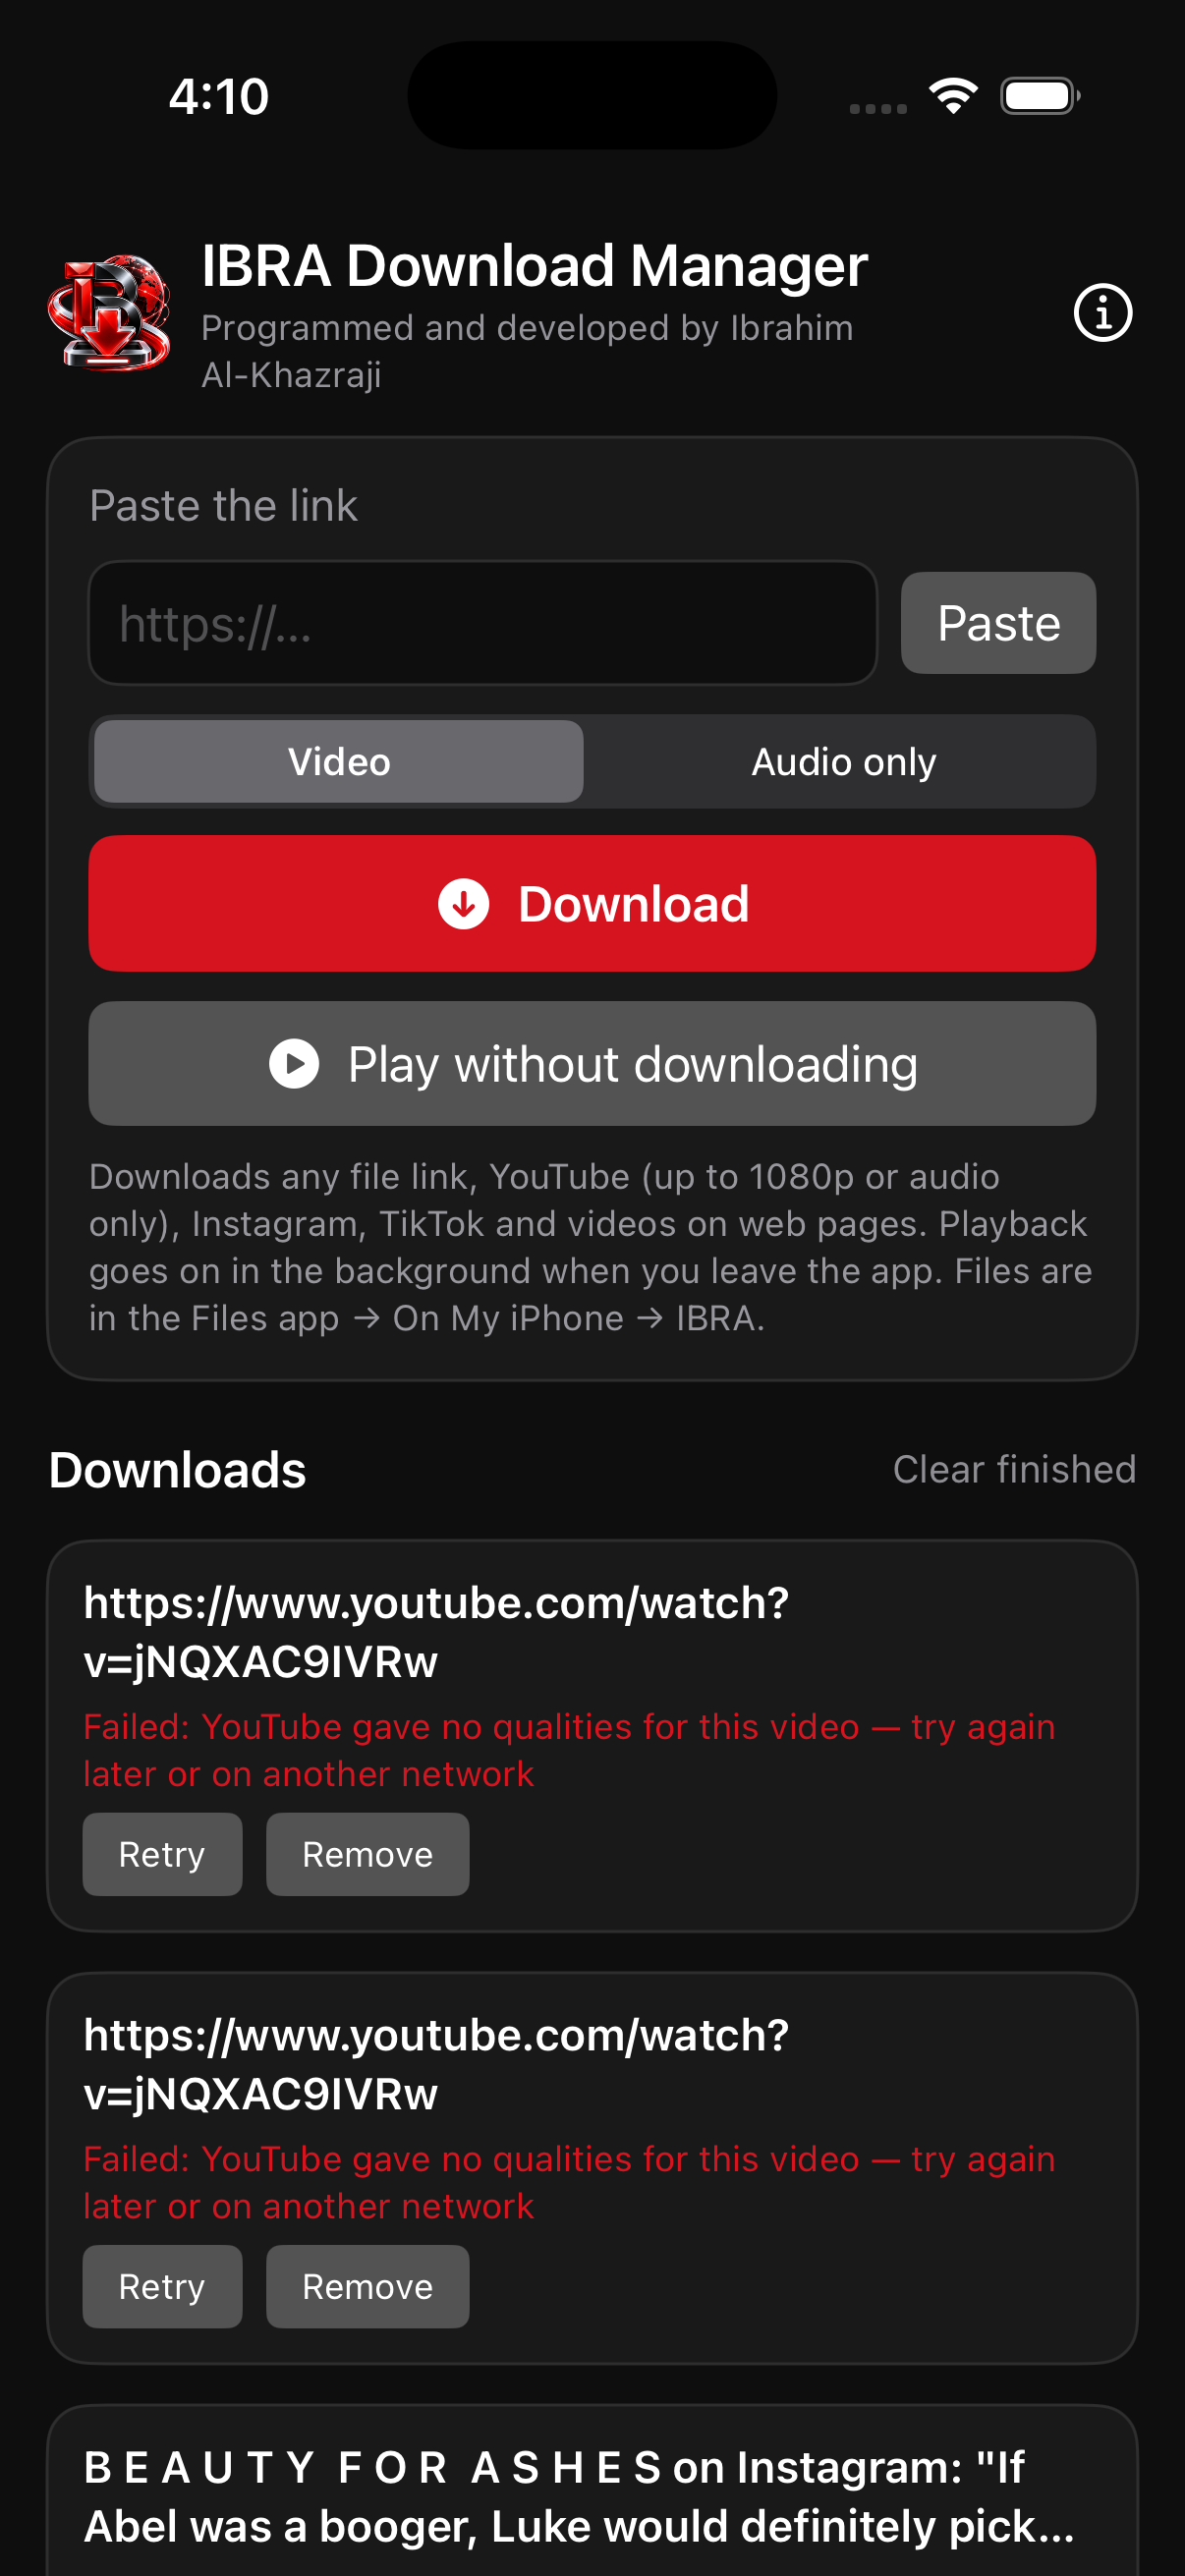 4:10
IBRA Download Manager
Programmed and developed by Ibrahim
Al-Khazraji
Paste the link
https://...
Paste
Video
Audio only
Download
Play without downloading
Downloads any file link, YouTube (up to 1080p or audio
only), Instagram, TikTok and videos on web pages. Playback
goes on in the background when you leave the app. Files are
in the Files app → On My iPhone → IBRA.
Downloads
Clear finished
https://www.youtube.com/watch?
v=jNQXAC9IVRw
Failed: YouTube gave no qualities for this video — try again
later or on another network
Retry
Remove
https://www.youtube.com/watch?
v=jNQXAC9IVRw
Failed: YouTube gave no qualities for this video — try again
later or on another network
Retry
Remove
B E A U T Y F O R A S H E S on Instagram: "If
Abel was a booger, Luke would definitely pick...